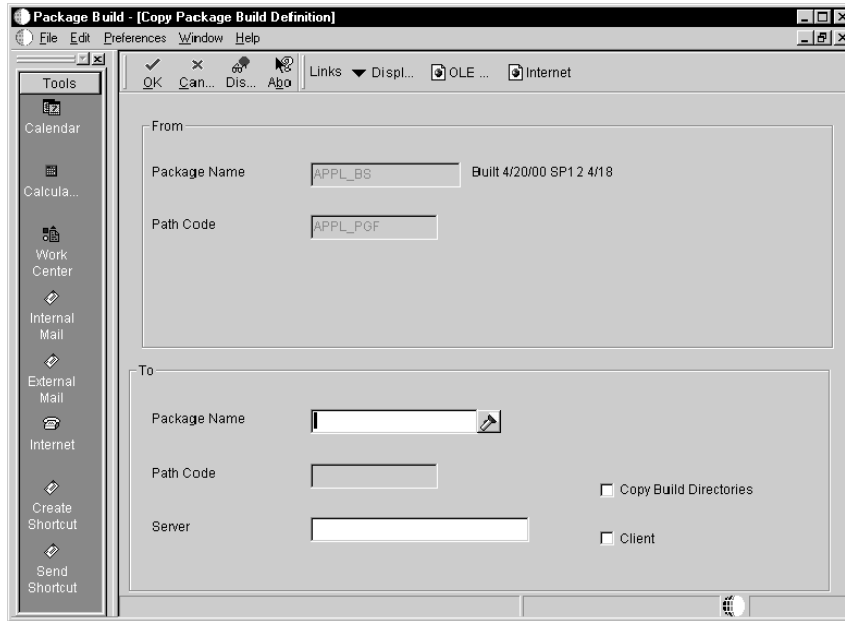 Package Build - [Copy Package Build Definition]
File Edit Preferences Window Help
Tools
OK Can... Dis... Abo Links Displ... OLE ... Internet
Calendar
Calcula...
Work
Center
Internal
Mail
External
Mail
Internet
Create
Shortcut
Send
Shortcut
From
Package Name APPL_BS Built 4/20/00 SP12 4/18
Path Code APPL_PGF
To
Package Name
Path Code
Copy Build Directories
Server
Client